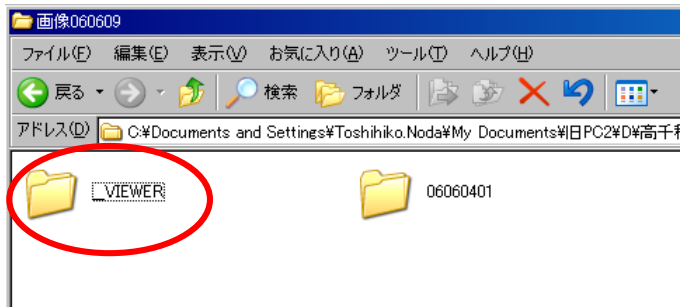 画像060609
ファイル(F) 編集(E) 表示(V) お気に入り(A) ツール(T) ヘルプ(H)
戻る 検索 フォルダ
アドレス(D) C:¥Documents and Settings¥Toshihiko.Noda¥My Documents¥旧PC2¥D¥高千
_VIEWER 06060401